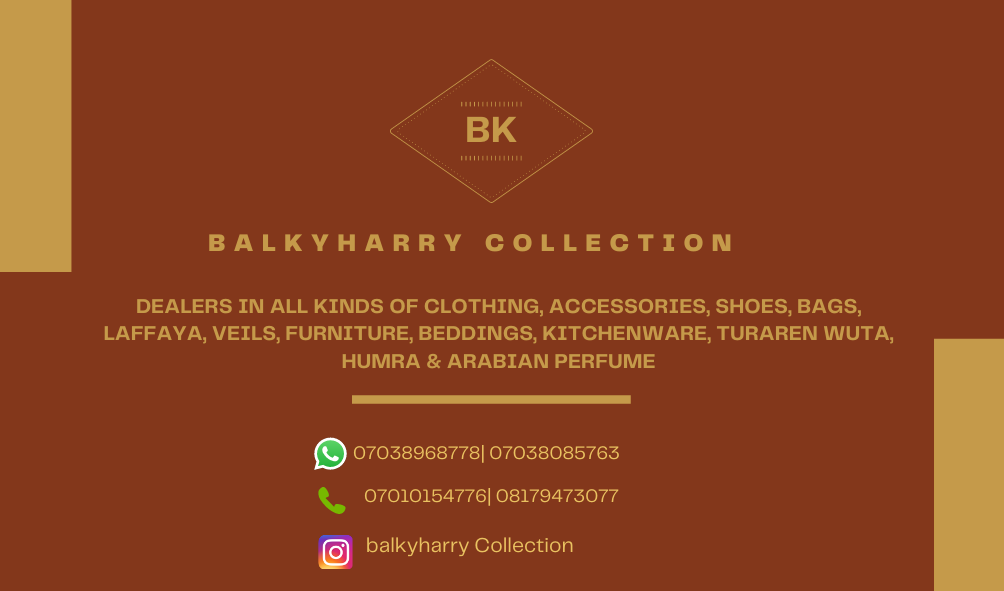 BK
BALKYHARRY COLLECTION
DEALERS IN ALL KINDS OF CLOTHING, ACCESSORIES, SHOES, BAGS,
LAFFAYA, VEILS, FURNITURE, BEDDINGS, KITCHENWARE, TURAREN WUTA,
HUMRA & ARABIAN PERFUME
07038968778| 07038085763
07010154776| 08179473077
balkyharry Collection